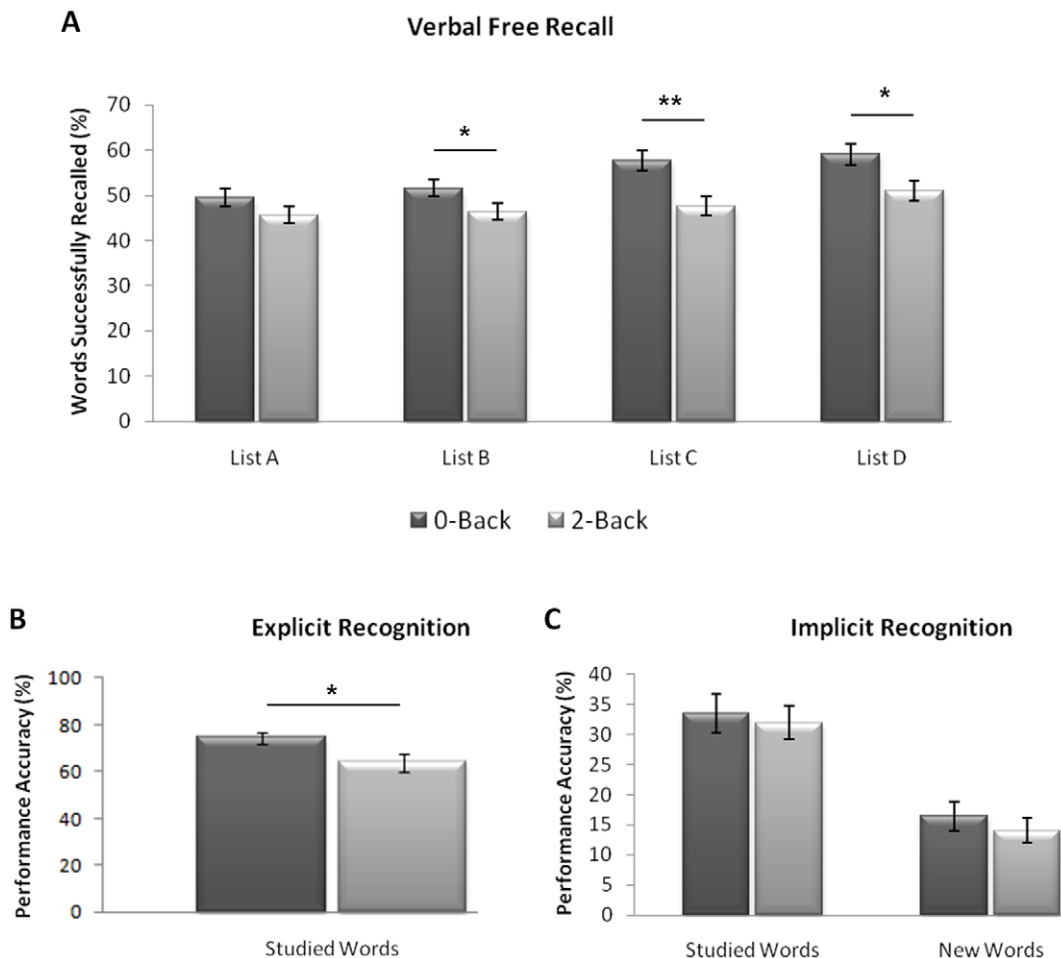 A
Verbal Free Recall
Words Successfully Recalled (%)
70
60
50
40
30
20
10
0
*
**
*
List A
List B
List C
List D
0-Back
2-Back
B
Explicit Recognition
Performance Accuracy (%)
100
80
60
40
20
0
*
Studied Words
C
Implicit Recognition
Performance Accuracy (%)
40
35
30
25
20
15
10
5
0
Studied Words
New Words